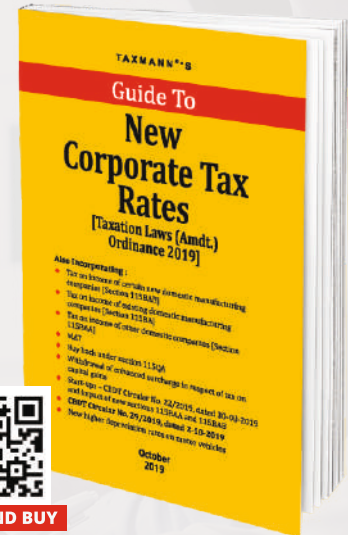 TAXMANN®'S
Guide To
New
Corporate Tax
Rates
[Taxation Laws (Amdt.)
Ordinance 2019]
Also Incorporating :
• Tax on income of certain new domestic manufacturing
companies [Section 115BAB]
• Tax on income of existing domestic manufacturing
companies [Section 115BA]
• Tax on income of other domestic companies [Section
115BAA]
• MAT
• Buy back under section 115QA
• Withdrawal of enhanced surcharge in respect of tax on
capital gains
• Start-ups – CBDT Circular No. 22/2019, dated 30-08-2019
and impact of new sections 115BAA and 115BAB
• CBDT Circular No. 29/2019, dated 2-10-2019
• New higher depreciation rates on motor vehicles
October
2019
ND BUY